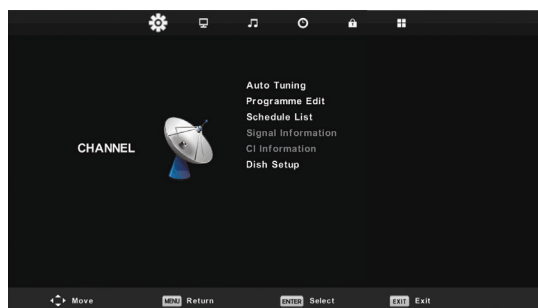 Auto Tuning
Programme Edit
Schedule List
Signal Information
CHANNEL
CI Information
Dish Setup
Move
MENU Return
ENTER Select
EXIT Exit